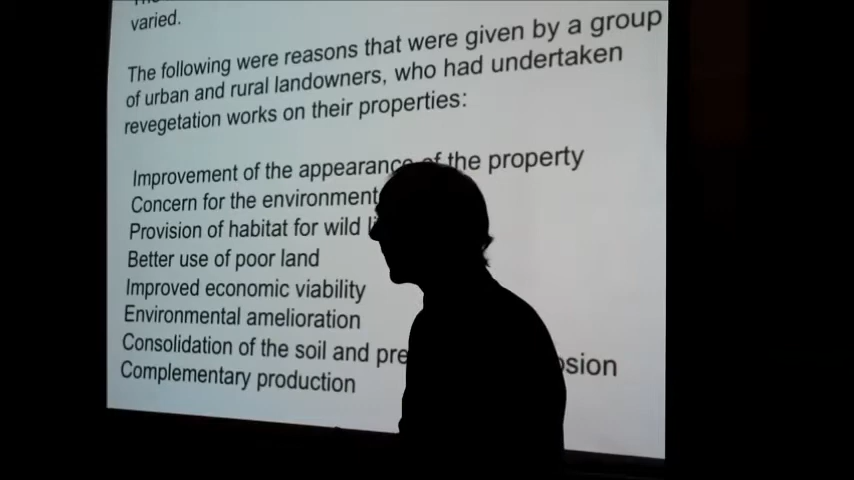 varied.
The following were reasons that were given by a group
of urban and rural landowners, who had undertaken
revegetation works on their properties:
Improvement of the appearance of the property
Concern for the environment
Provision of habitat for wild
Better use of poor land
Improved economic viability
Environmental amelioration
Consolidation of the soil and
Complementary production